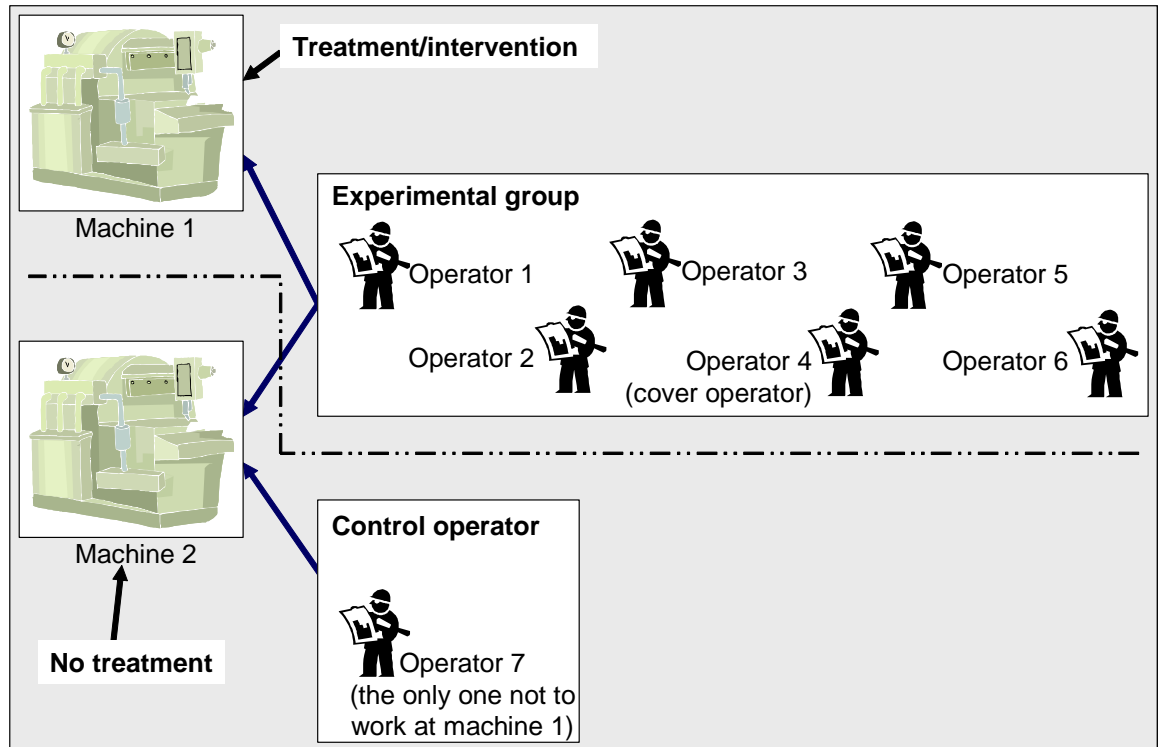 Treatment/intervention
Machine 1
Experimental group
Operator 1
Operator 3
Operator 5
Operator 2
Operator 4
(cover operator)
Operator 6
Machine 2
No treatment
Control operator
Operator 7
(the only one not to
work at machine 1)